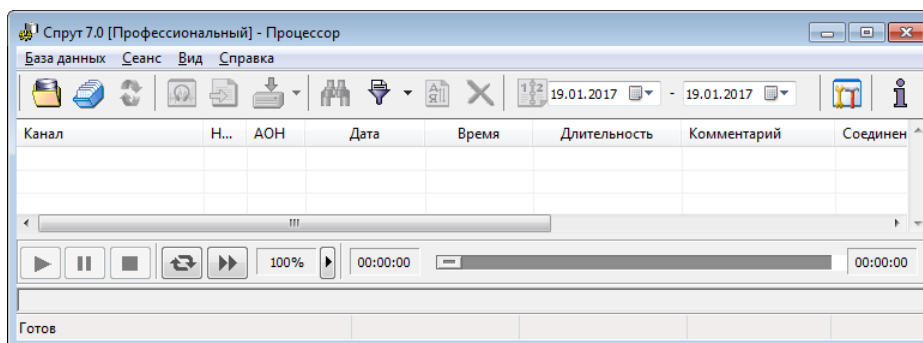 Спрут 7.0 [Профессиональный] - Процессор
База данных Сеанс Вид Справка
19.01.2017 - 19.01.2017
Канал Н... АОН Дата Время Длительность Комментарий Соединен
100% 00:00:00 00:00:00
Готов